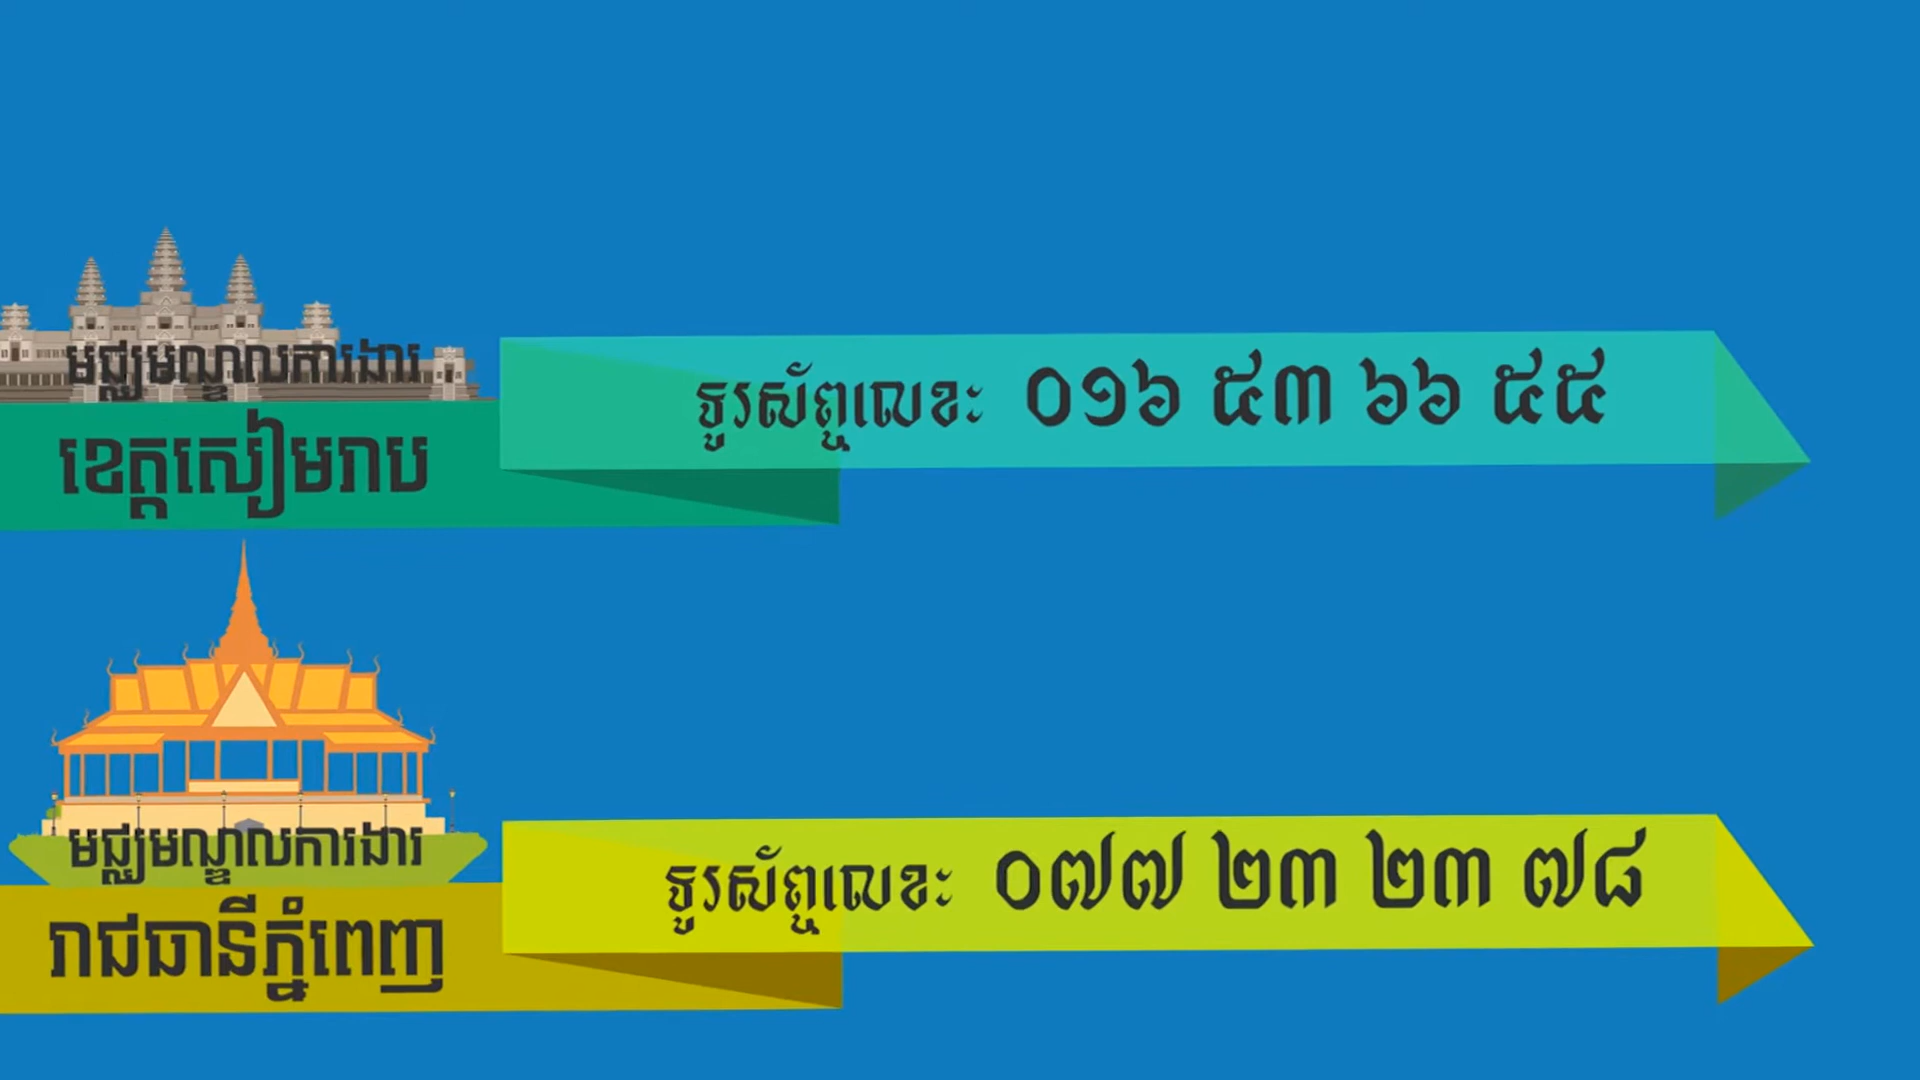 មជ្ឈមណ្ឌលការងារ
ខេត្តសៀមរាប
ទូរស័ព្ទលេខ៖ ០១៦ ៥៣ ៦៦ ៥៥
មជ្ឈមណ្ឌលការងារ
រាជធានីភ្នំពេញ
ទូរស័ព្ទលេខ៖ ០៧៧ ២៣ ២៣ ៧៨